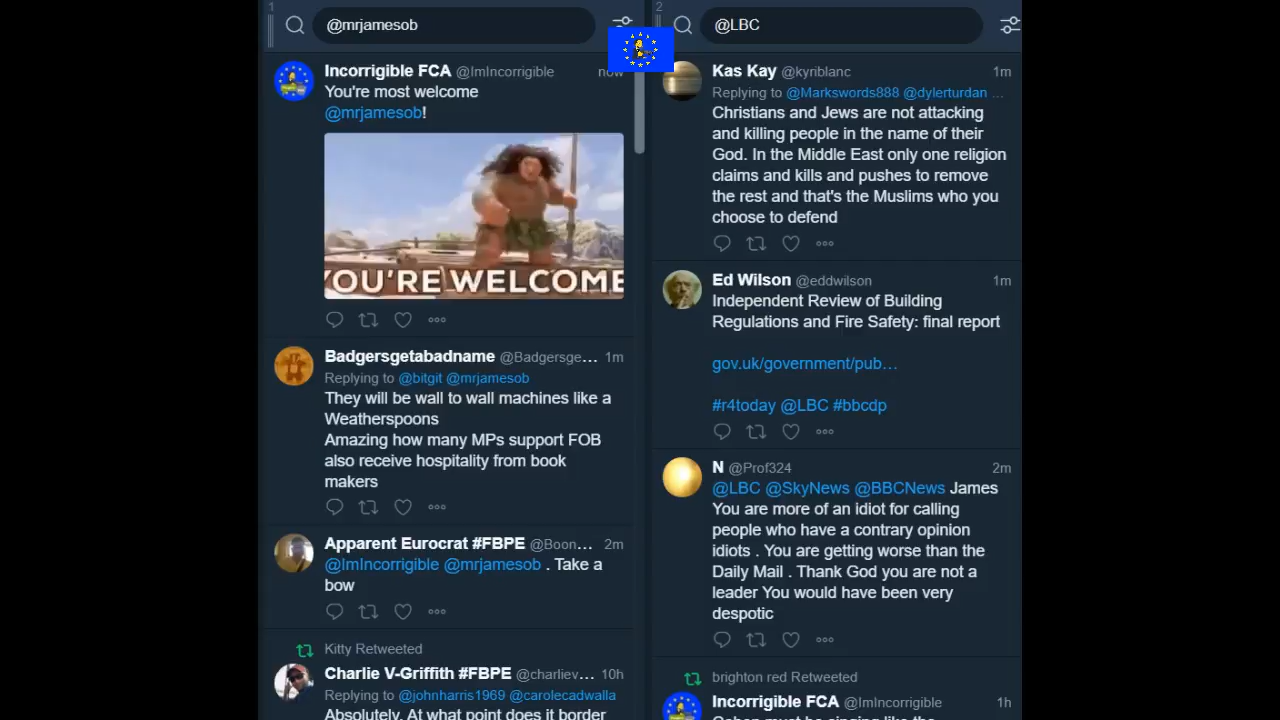 1
@mrjamesob
Incorrigible FCA @ImIncorrigible now
You're most welcome
@mrjamesob!
YOU'RE WELCOME
Badgersgetabadname @Badgersge… 1m
Replying to @bitgit @mrjamesob
They will be wall to wall machines like a
Weatherspoons
Amazing how many MPs support FOB
also receive hospitality from book
makers
Apparent Eurocrat #FBPE @Boon… 2m
@ImIncorrigible @mrjamesob . Take a
bow
Kitty Retweeted
Charlie V-Griffith #FBPE @charliev… 10h
Replying to @johnharris1969 @carolecadwalla
Absolutely. At what point does it border
2
@LBC
Kas Kay @kyriblanc 1m
Replying to @Markswords888 @dylerturdan …
Christians and Jews are not attacking
and killing people in the name of their
God. In the Middle East only one religion
claims and kills and pushes to remove
the rest and that's the Muslims who you
choose to defend
Ed Wilson @eddwilson 1m
Independent Review of Building
Regulations and Fire Safety: final report
gov.uk/government/pub…
#r4today @LBC #bbcdp
N @Prof324 2m
@LBC @SkyNews @BBCNews James
You are more of an idiot for calling
people who have a contrary opinion
idiots . You are getting worse than the
Daily Mail . Thank God you are not a
leader You would have been very
despotic
brighton red Retweeted
Incorrigible FCA @ImIncorrigible 1h